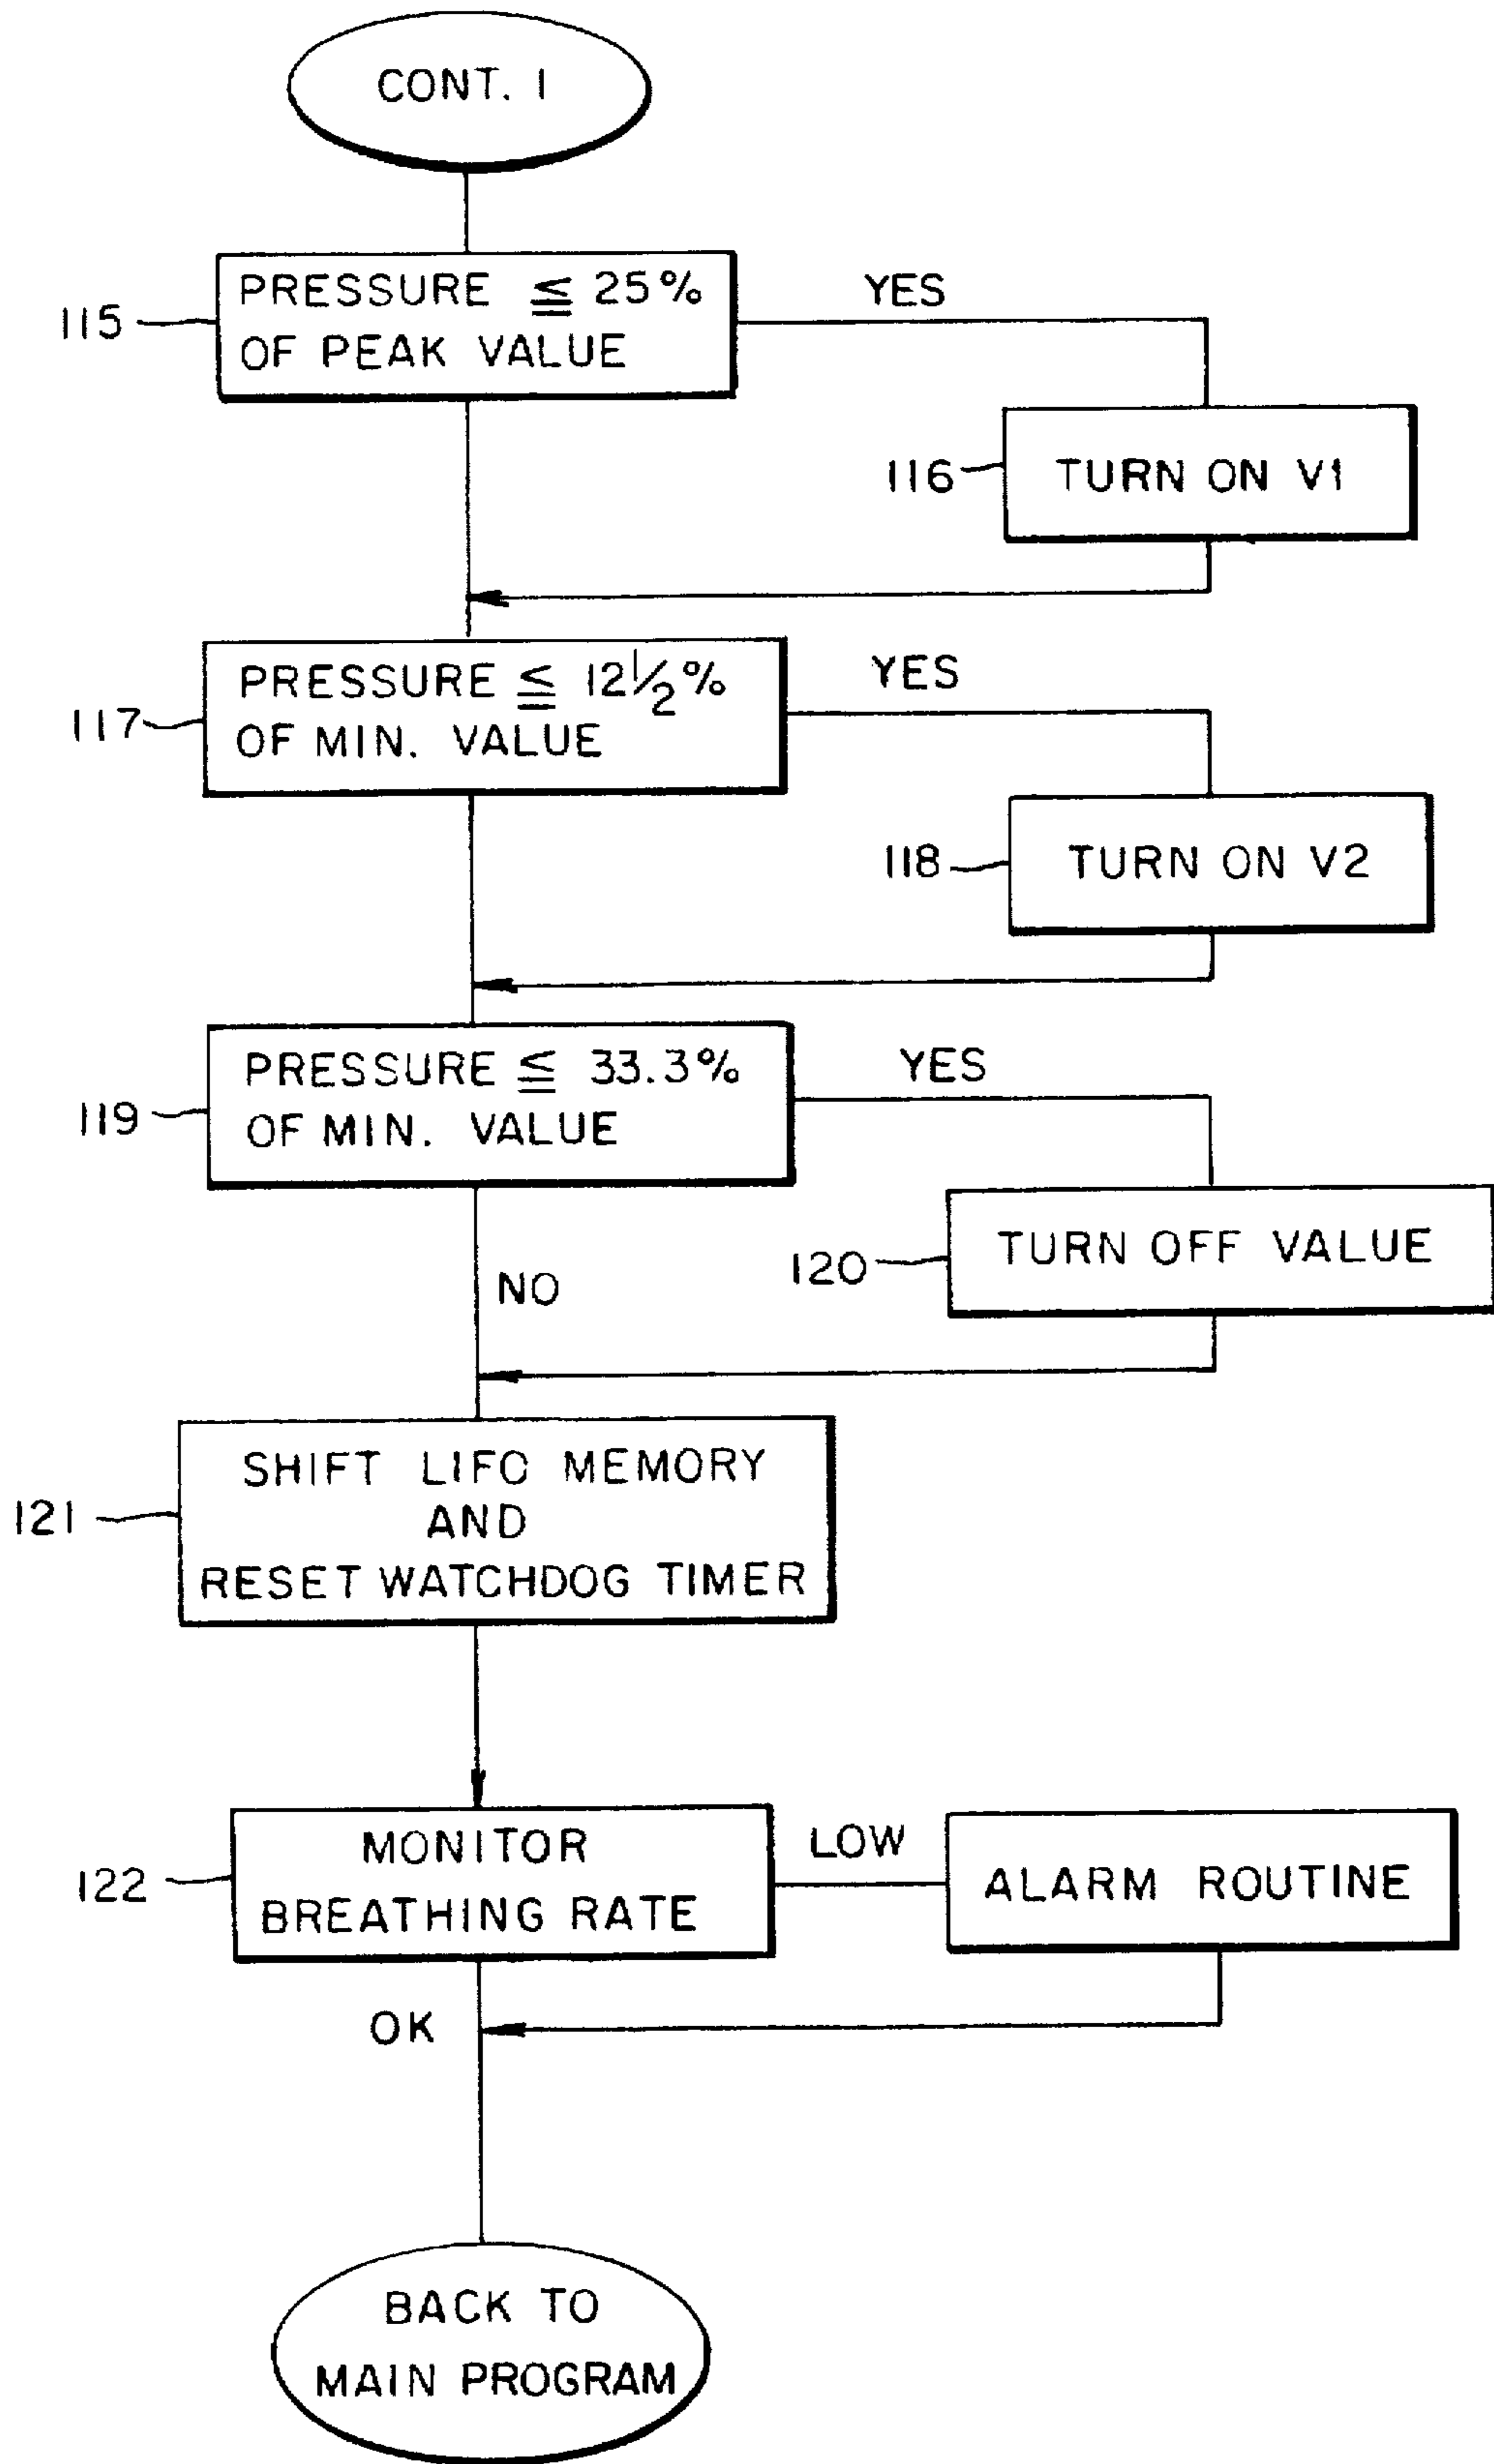 CONT. 1
115
PRESSURE ≦ 25%
OF PEAK VALUE
YES
116
TURN ON V1
117
PRESSURE ≦ 12 1/2 %
OF MIN. VALUE
YES
118
TURN ON V2
119
PRESSURE ≦ 33.3%
OF MIN. VALUE
YES
120
TURN OFF VALUE
NO
121
SHIFT LIFO MEMORY
AND
RESET WATCHDOG TIMER
122
MONITOR
BREATHING RATE
LOW
ALARM ROUTINE
OK
BACK TO
MAIN PROGRAM